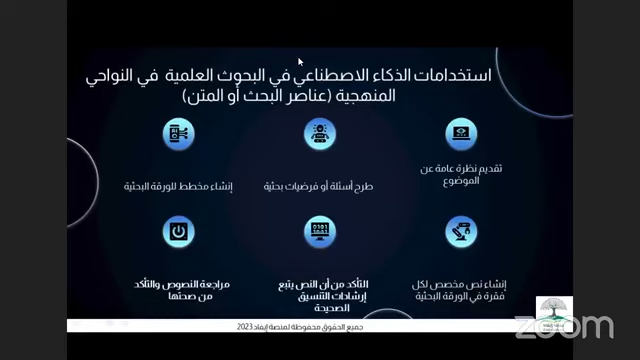 استخدامات الذكاء الاصطناعي في البحوث العلمية في النواحي
المنهجية (عناصر البحث أو المتن)
تقديم نظرة عامة عن
الموضوع
طرح أسئلة أو فرضيات بحثية
إنشاء مخطط للورقة البحثية
إنشاء نص مخصص لكل
فقرة في الورقة البحثية
التأكد من أن النص يتبع
إرشادات التنسيق
الصحيحة
مراجعة النصوص والتأكد
من صحتها
جميع الحقوق محفوظة لمنصة إيفاد 2023
zoom